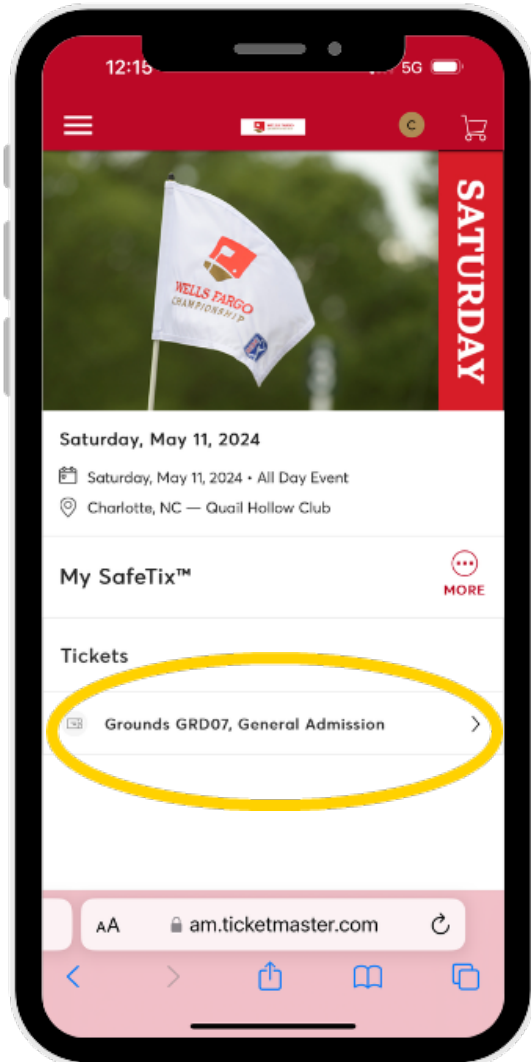 12:15
5G
C
SATURDAY
WELLS FARGO
CHAMPIONSHIP
Saturday, May 11, 2024
Saturday, May 11, 2024 • All Day Event
Charlotte, NC — Quail Hollow Club
My SafeTix™
MORE
Tickets
Grounds GRD07, General Admission
AA
am.ticketmaster.com